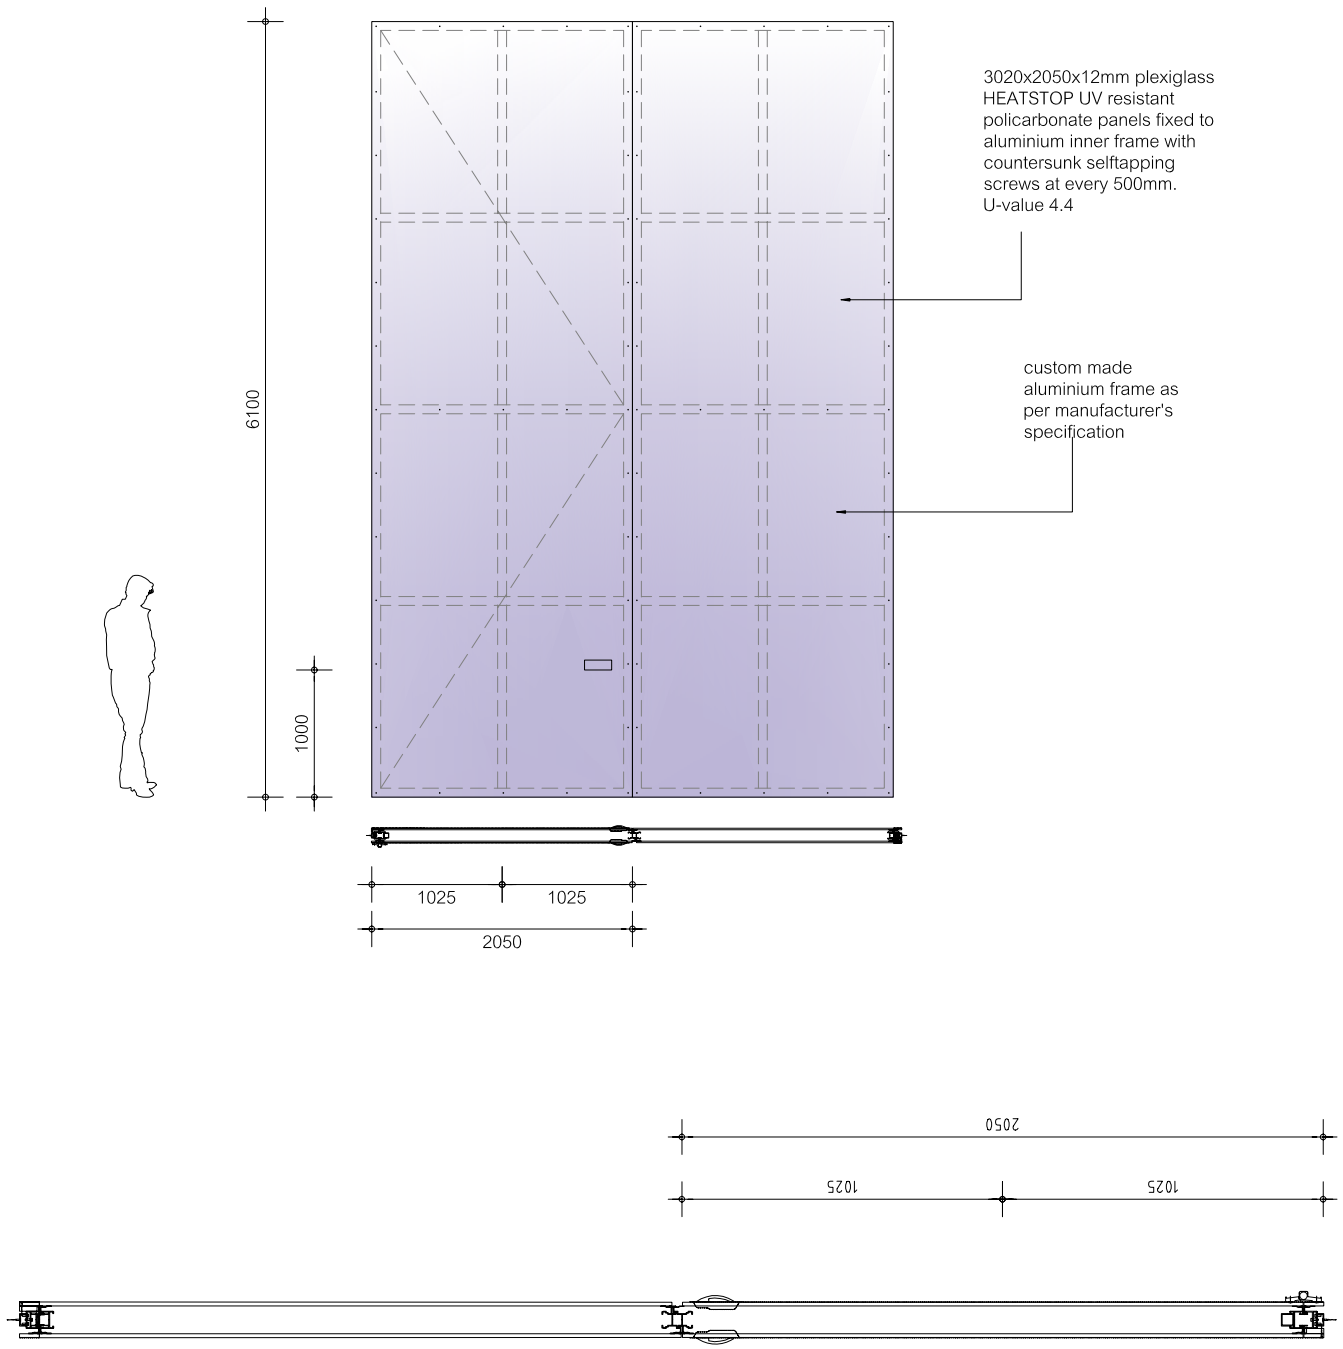 3020x2050x12mm plexiglass
HEATSTOP UV resistant
policarbonate panels fixed to
aluminium inner frame with
countersunk selftapping
screws at every 500mm.
U-value 4.4
custom made
aluminium frame as
per manufacturer's
specification
6100
1000
1025
1025
2050
2050
1025
1025